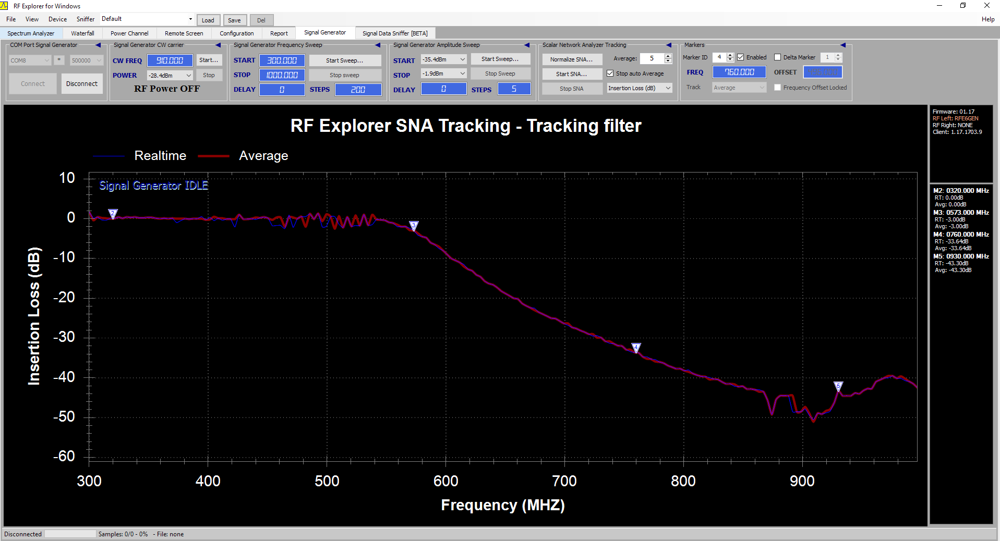 RF Explorer for Windows
File View Device Sniffer Default Load Save Del Help
Spectrum Analyzer Waterfall Power Channel Remote Screen Configuration Report Signal Generator Signal Data Sniffer [BETA]
COM Port Signal Generator
COM8 * 500000
Connect Disconnect
Signal Generator CW carrier
CW FREQ 910.000 Start...
POWER -28.4dBm Stop
RF Power OFF
Signal Generator Frequency Sweep
START 300.000 Start Sweep...
STOP 1000.000 Stop sweep
DELAY 0 STEPS 200
Signal Generator Amplitude Sweep
START -35.4dBm Start Sweep...
STOP -1.9dBm Stop Sweep
DELAY 0 STEPS 5
Scalar Network Analyzer Tracking
Normalize SNA... Average: 5
Start SNA... Stop auto Average
Stop SNA Insertion Loss (dB)
Markers
Marker ID 4 Enabled Delta Marker 1
FREQ 760.000 OFFSET
Track Average Frequency Offset Locked
RF Explorer SNA Tracking - Tracking filter
Realtime Average
Signal Generator IDLE
10
0
-10
-20
-30
-40
-50
-60
Insertion Loss (dB)
2
3
4
5
300 400 500 600 700 800 900
Frequency (MHZ)
Firmware: 01.17
RF Left: RFE6GEN
RF Right: NONE
Client: 1.17.1703.9
M2: 0320.000 MHz
RT: 0.00dB
Avg: 0.00dB
M3: 0573.000 MHz
RT: -3.00dB
Avg: -3.00dB
M4: 0760.000 MHz
RT: -33.64dB
Avg: -33.64dB
M5: 0930.000 MHz
RT: -43.30dB
Avg: -43.30dB
Disconnected Samples: 0/0 - 0% - File: none